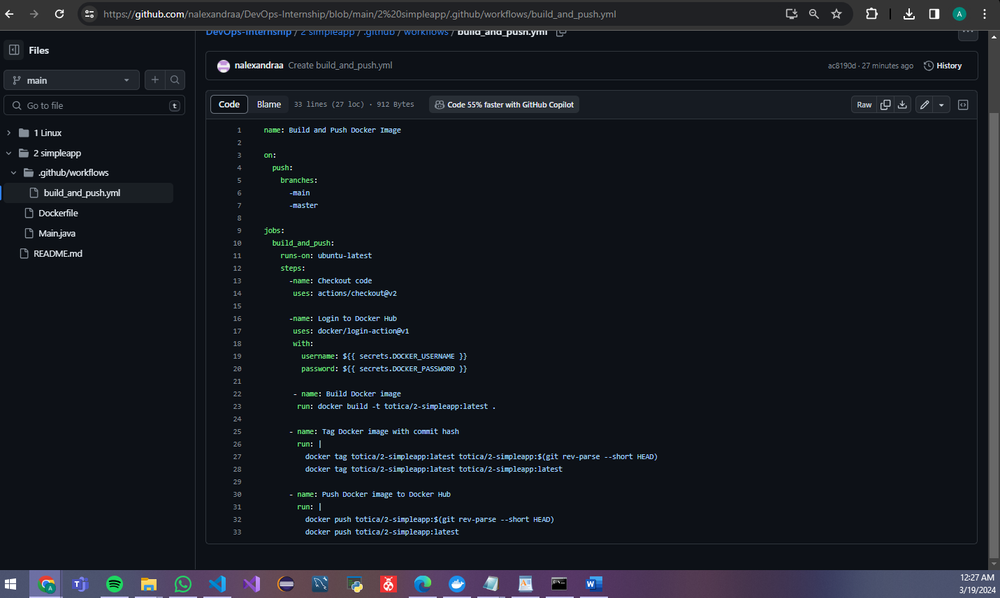 https://github.com/nalexandraa/DevOps-Internship/blob/main/2%20simpleapp/.github/workflows/build_and_push.yml
A
DevOps-Internship / 2 simpleapp / .github / workflows / build_and_push.yml
Files
main
Go to file
t
1 Linux
2 simpleapp
.github/workflows
build_and_push.yml
Dockerfile
Main.java
README.md
nalexandraa Create build_and_push.yml
ac8190d · 27 minutes ago
History
Code
Blame
33 lines (27 loc) · 912 Bytes
Code 55% faster with GitHub Copilot
Raw
1 name: Build and Push Docker Image
2
3 on:
4 push:
5 branches:
6 -main
7 -master
8
9 jobs:
10 build_and_push:
11 runs-on: ubuntu-latest
12 steps:
13 -name: Checkout code
14 uses: actions/checkout@v2
15
16 -name: Login to Docker Hub
17 uses: docker/login-action@v1
18 with:
19 username: ${{ secrets.DOCKER_USERNAME }}
20 password: ${{ secrets.DOCKER_PASSWORD }}
21
22 - name: Build Docker image
23 run: docker build -t totica/2-simpleapp:latest .
24
25 - name: Tag Docker image with commit hash
26 run: |
27 docker tag totica/2-simpleapp:latest totica/2-simpleapp:$(git rev-parse --short HEAD)
28 docker tag totica/2-simpleapp:latest totica/2-simpleapp:latest
29
30 - name: Push Docker image to Docker Hub
31 run: |
32 docker push totica/2-simpleapp:$(git rev-parse --short HEAD)
33 docker push totica/2-simpleapp:latest
12:27 AM
3/19/2024